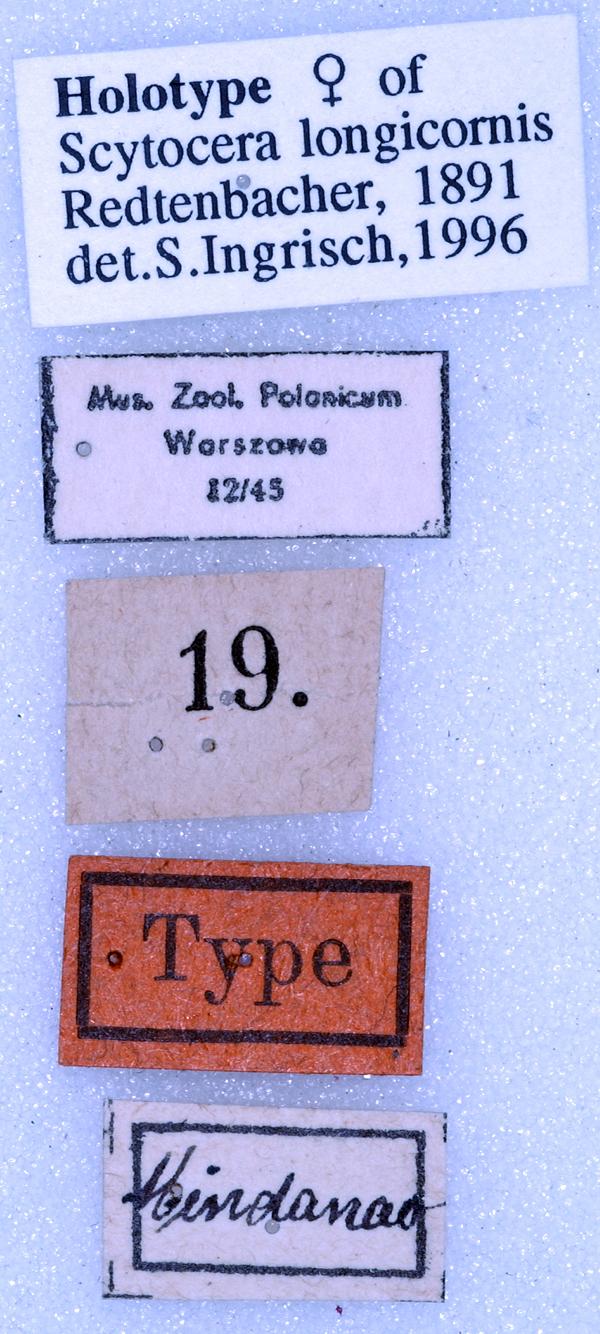 Holotype ♀ of
Scytocera longicornis
Redtenbacher, 1891
det.S.Ingrisch,1996
Mus. Zool. Polonicum
Warszawa
12/45
19.
Type
Mindanao